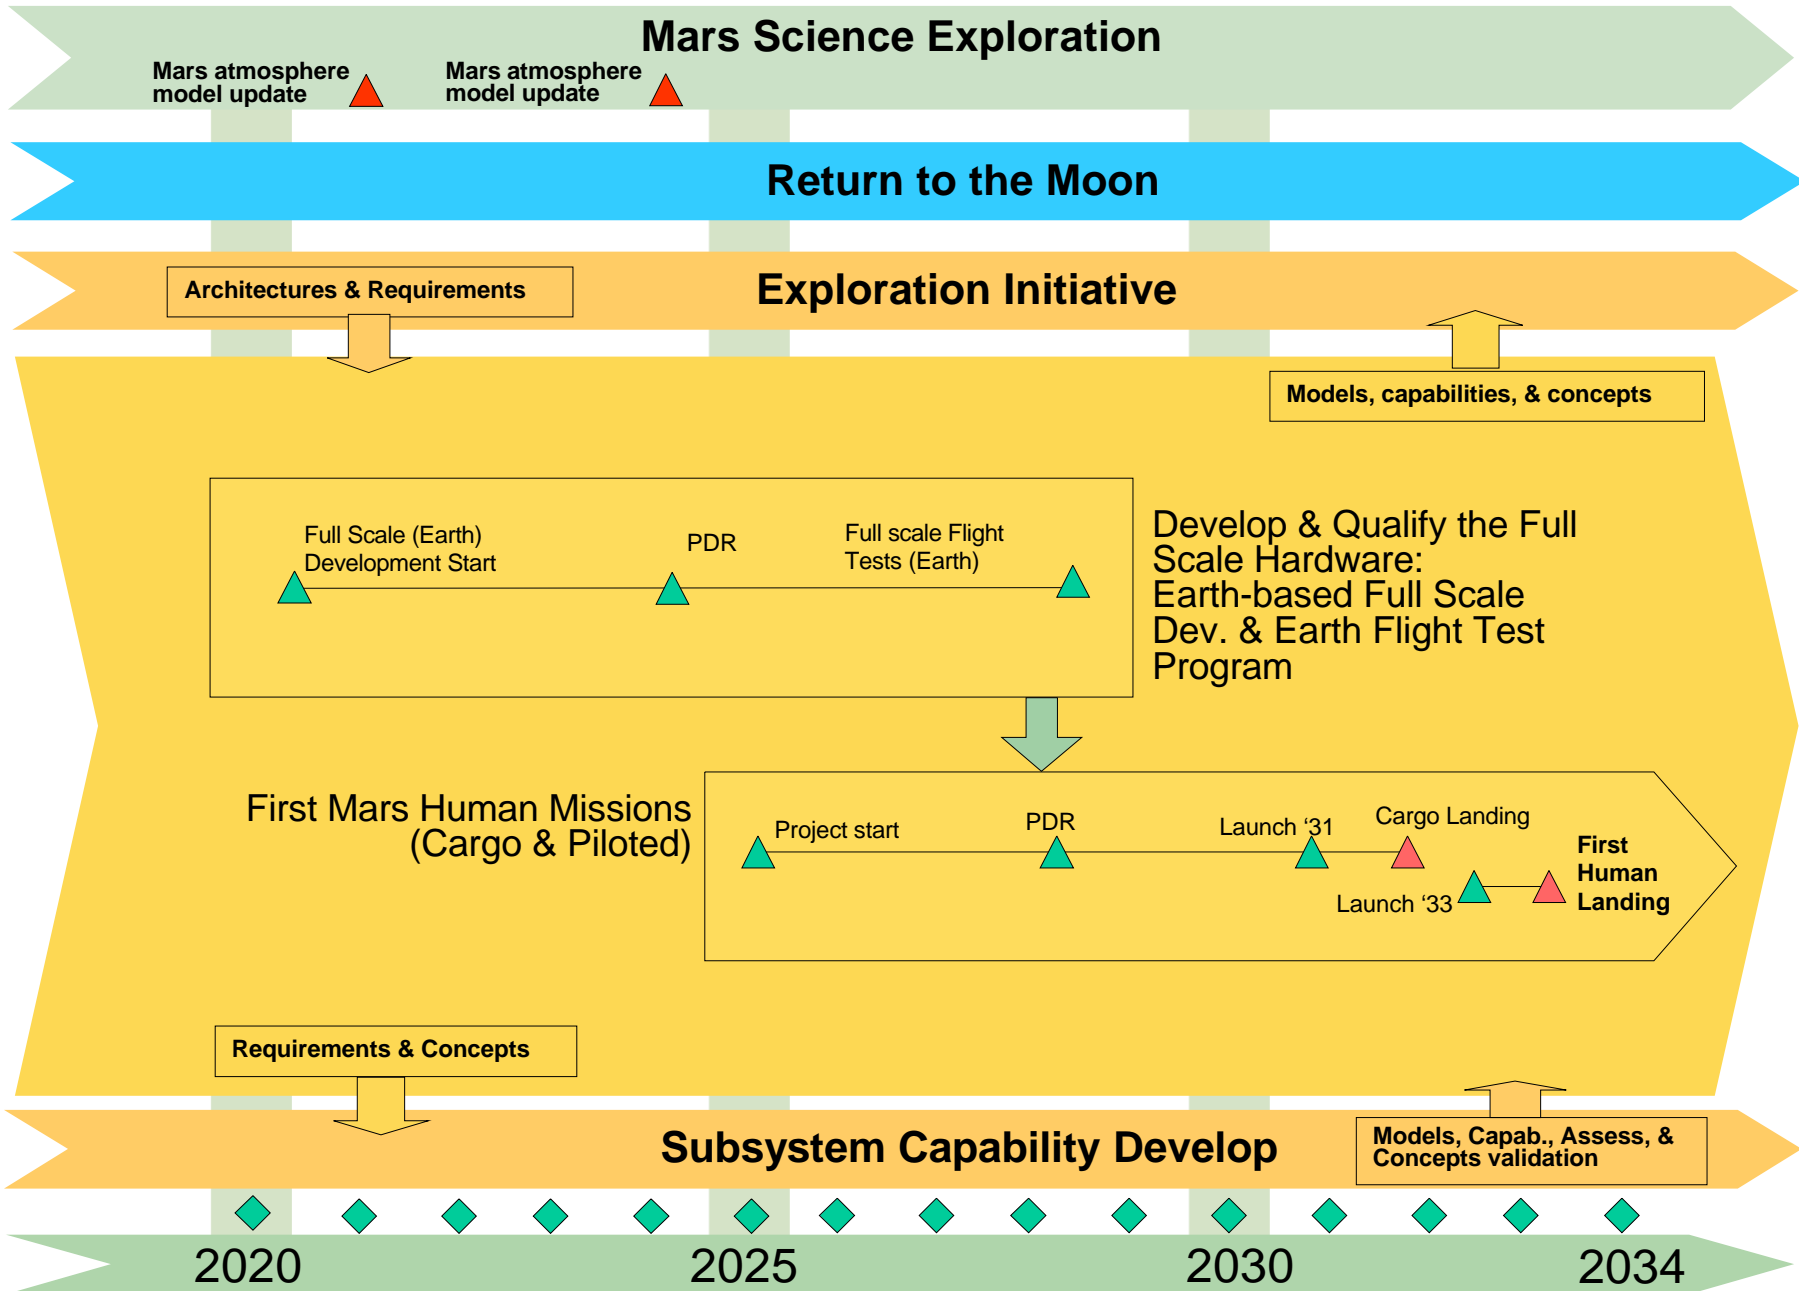 Mars Science Exploration
Mars atmosphere
model update
Mars atmosphere
model update
Return to the Moon
Architectures & Requirements
Exploration Initiative
Models, capabilities, & concepts
Full Scale (Earth)
Development Start
PDR
Full scale Flight
Tests (Earth)
Develop & Qualify the Full
Scale Hardware:
Earth-based Full Scale
Dev. & Earth Flight Test
Program
First Mars Human Missions
(Cargo & Piloted)
Project start
PDR
Launch ‘31
Cargo Landing
Launch ‘33
First
Human
Landing
Requirements & Concepts
Subsystem Capability Develop
Models, Capab., Assess, &
Concepts validation
2020
2025
2030
2034